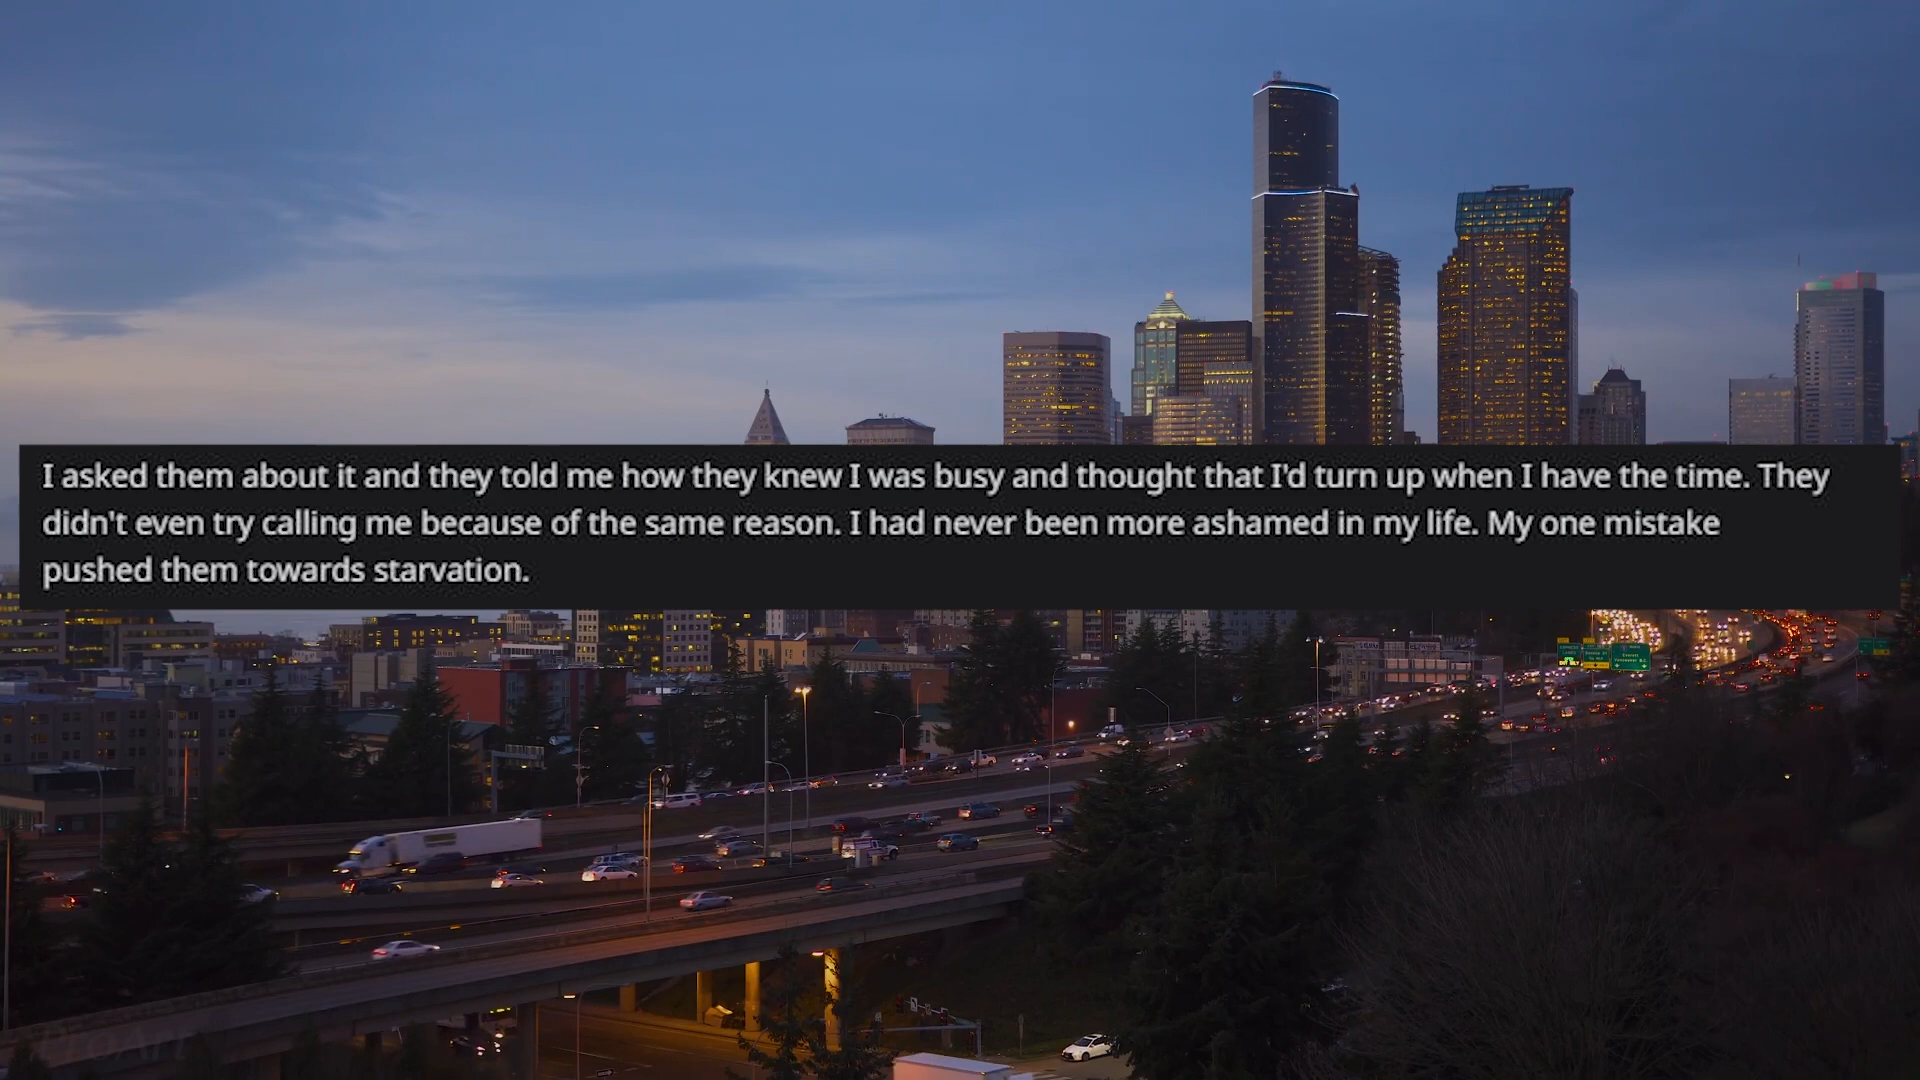 I asked them about it and they told me how they knew I was busy and thought that I'd turn up when I have the time. They
didn't even try calling me because of the same reason. I had never been more ashamed in my life. My one mistake
pushed them towards starvation.